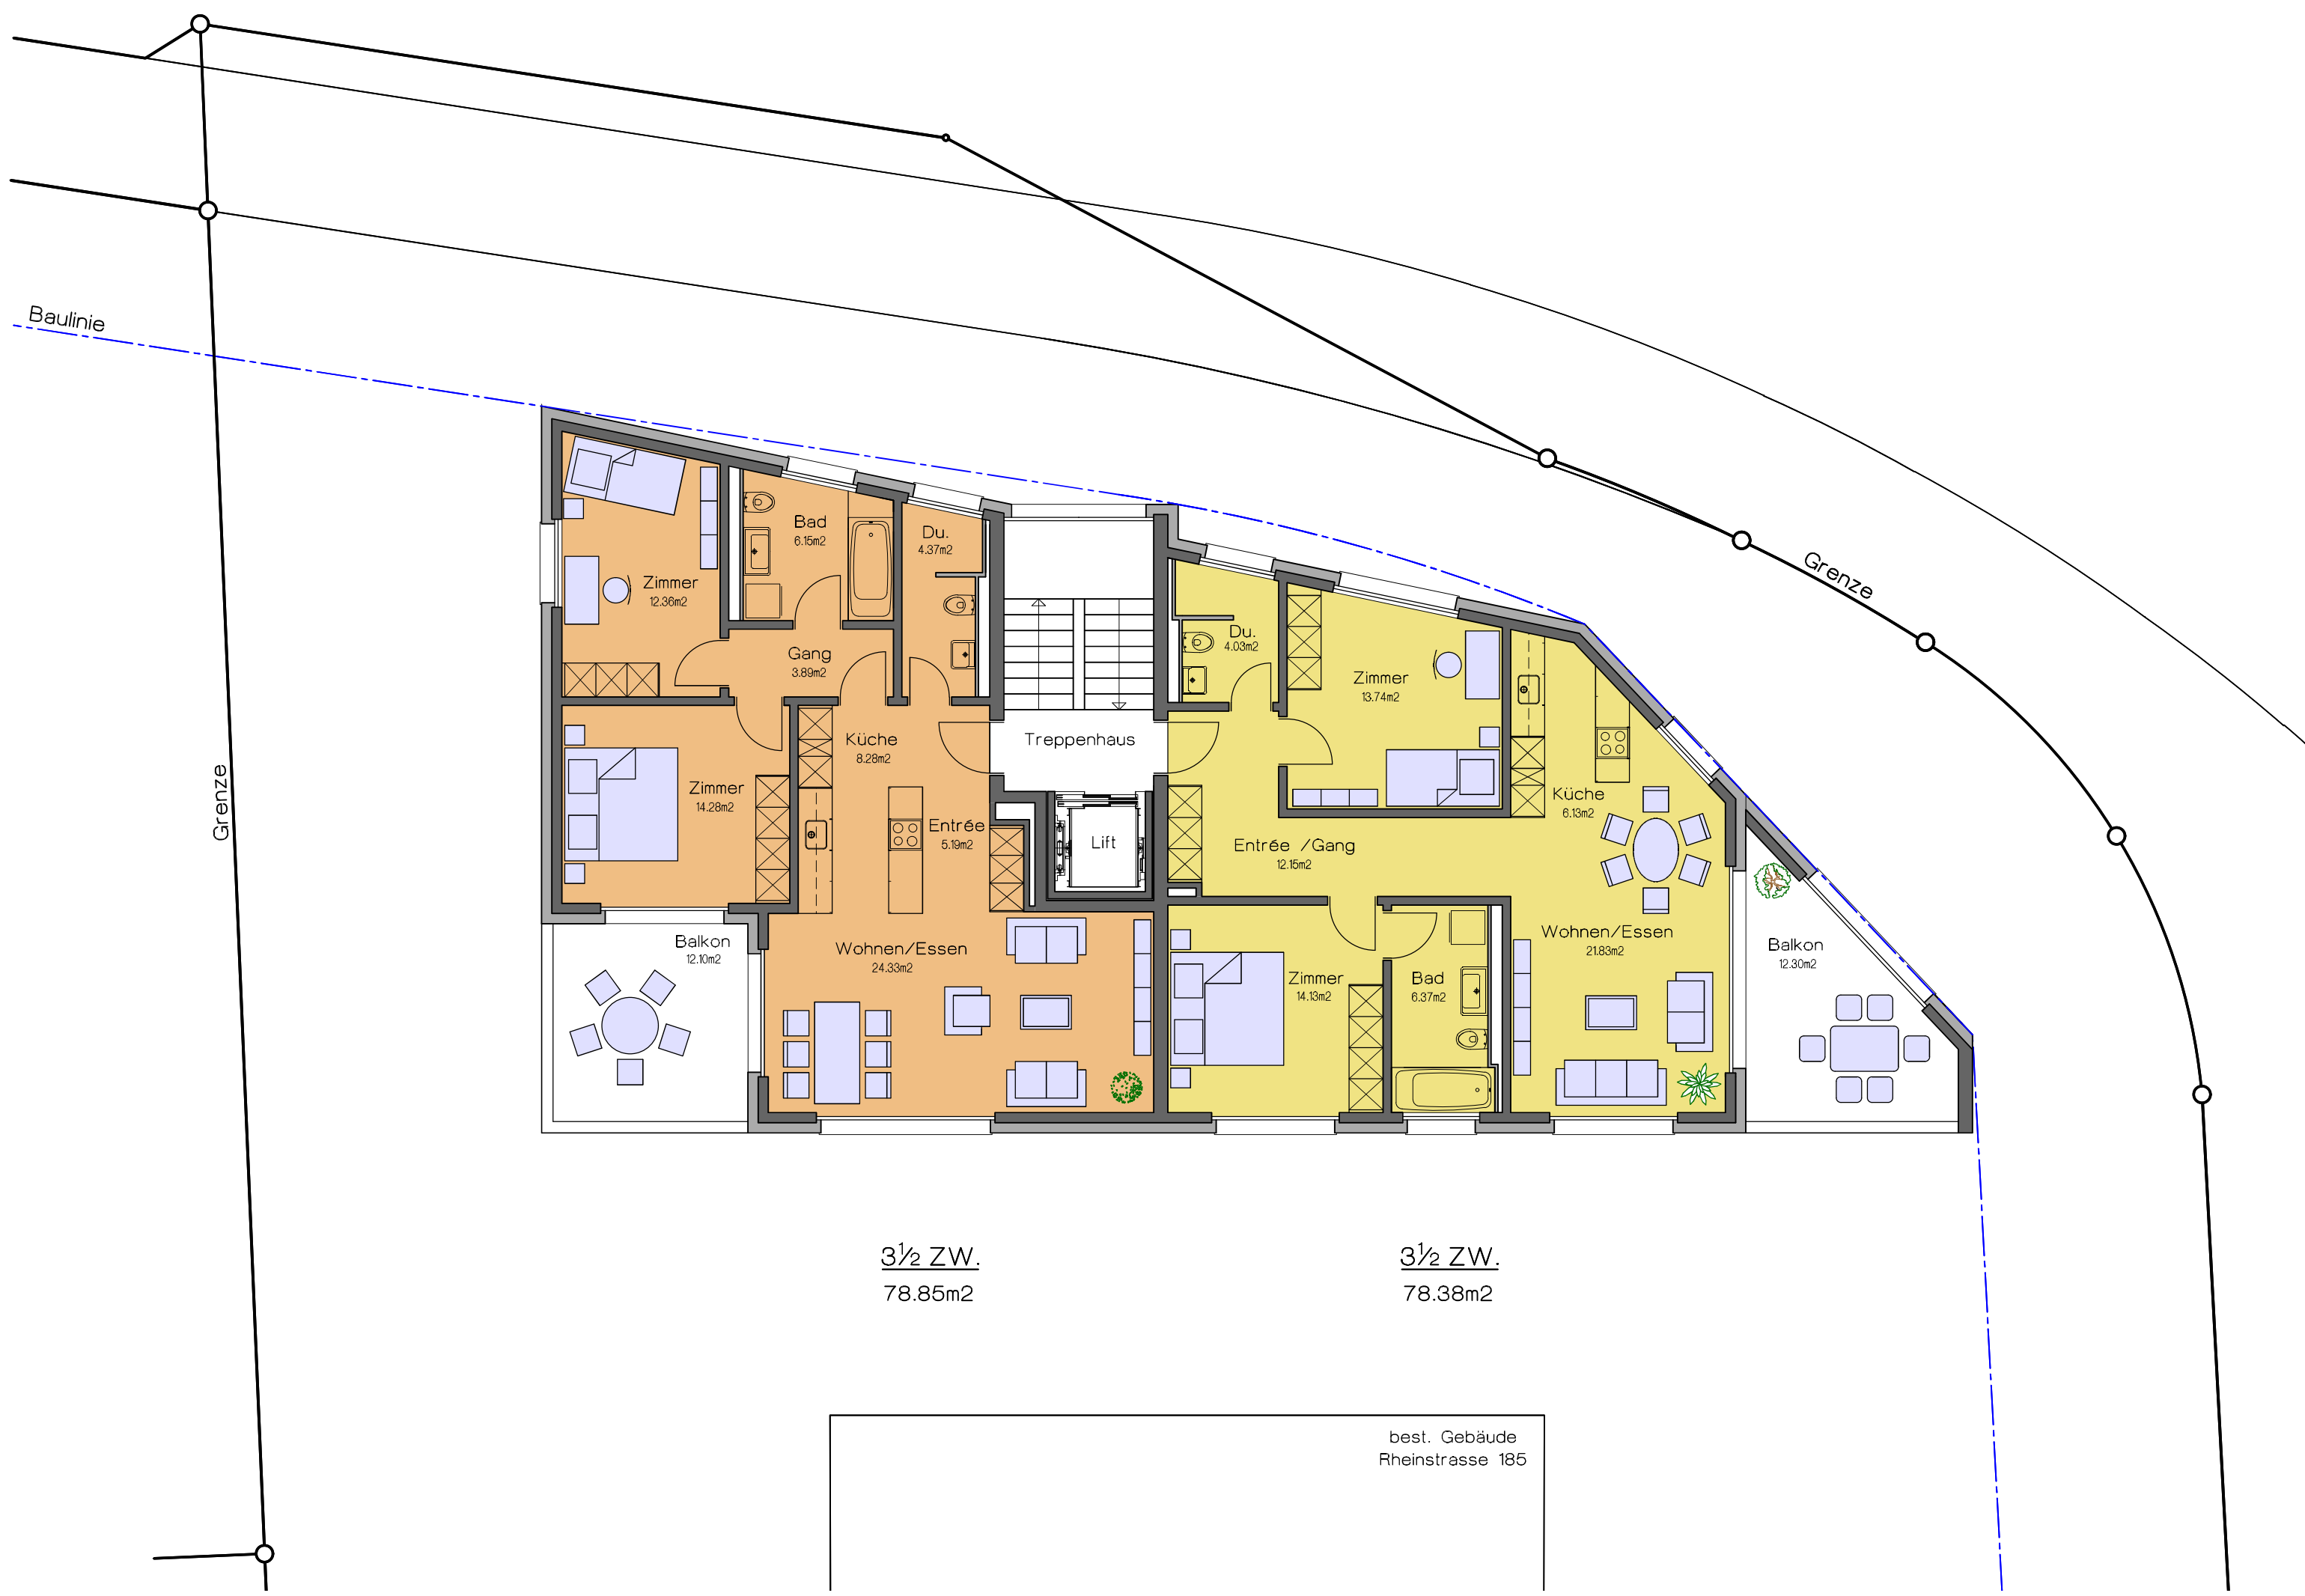 Baulinie
Grenze
Grenze
Bad
6.15m2
Du.
4.37m2
Zimmer
12.36m2
Gang
3.89m2
Du.
4.03m2
Zimmer
13.74m2
Küche
8.28m2
Treppenhaus
Zimmer
14.28m2
Entrée
5.19m2
Lift
Küche
6.13m2
Entrée /Gang
12.15m2
Balkon
12.10m2
Wohnen/Essen
24.33m2
Zimmer
14.13m2
Bad
6.37m2
Wohnen/Essen
21.83m2
Balkon
12.30m2
3½ ZW.
78.85m2
3½ ZW.
78.38m2
best. Gebäude
Rheinstrasse 185